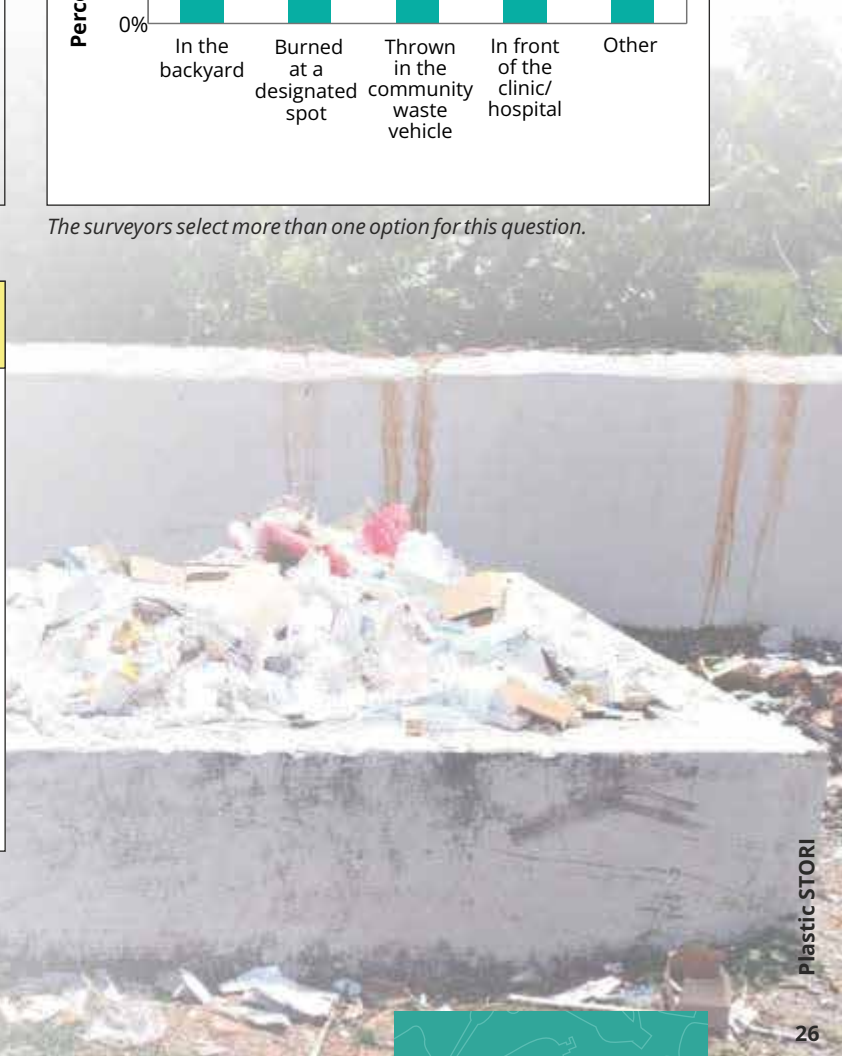 0%
In the
backyard
Burned
at a
designated
spot
Thrown
in the
community
waste
vehicle
In front
of the
clinic/
hospital
Other
The surveyors select more than one option for this question.
Plastic STORI
26